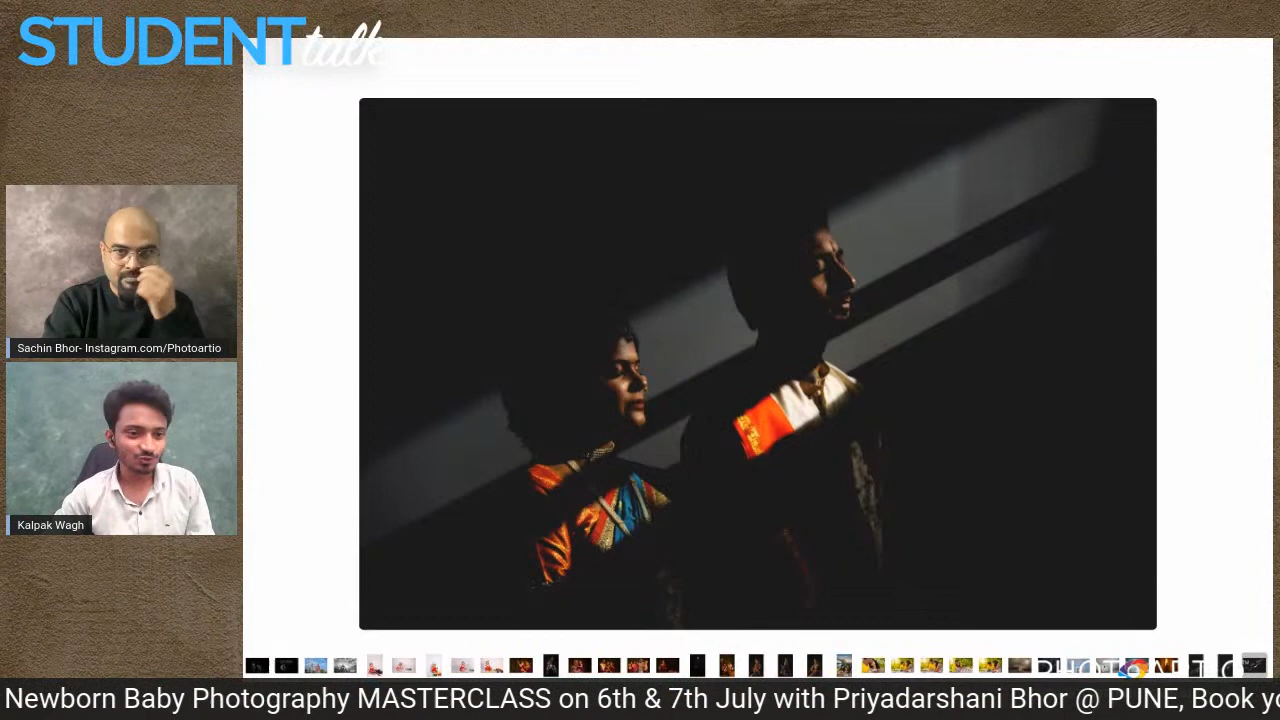 STUDENT talk
Sachin Bhor- Instagram.com/Photoartio
Kalpak Wagh
PHOTOARTIO
Newborn Baby Photography MASTERCLASS on 6th & 7th July with Priyadarshani Bhor @ PUNE, Book yo